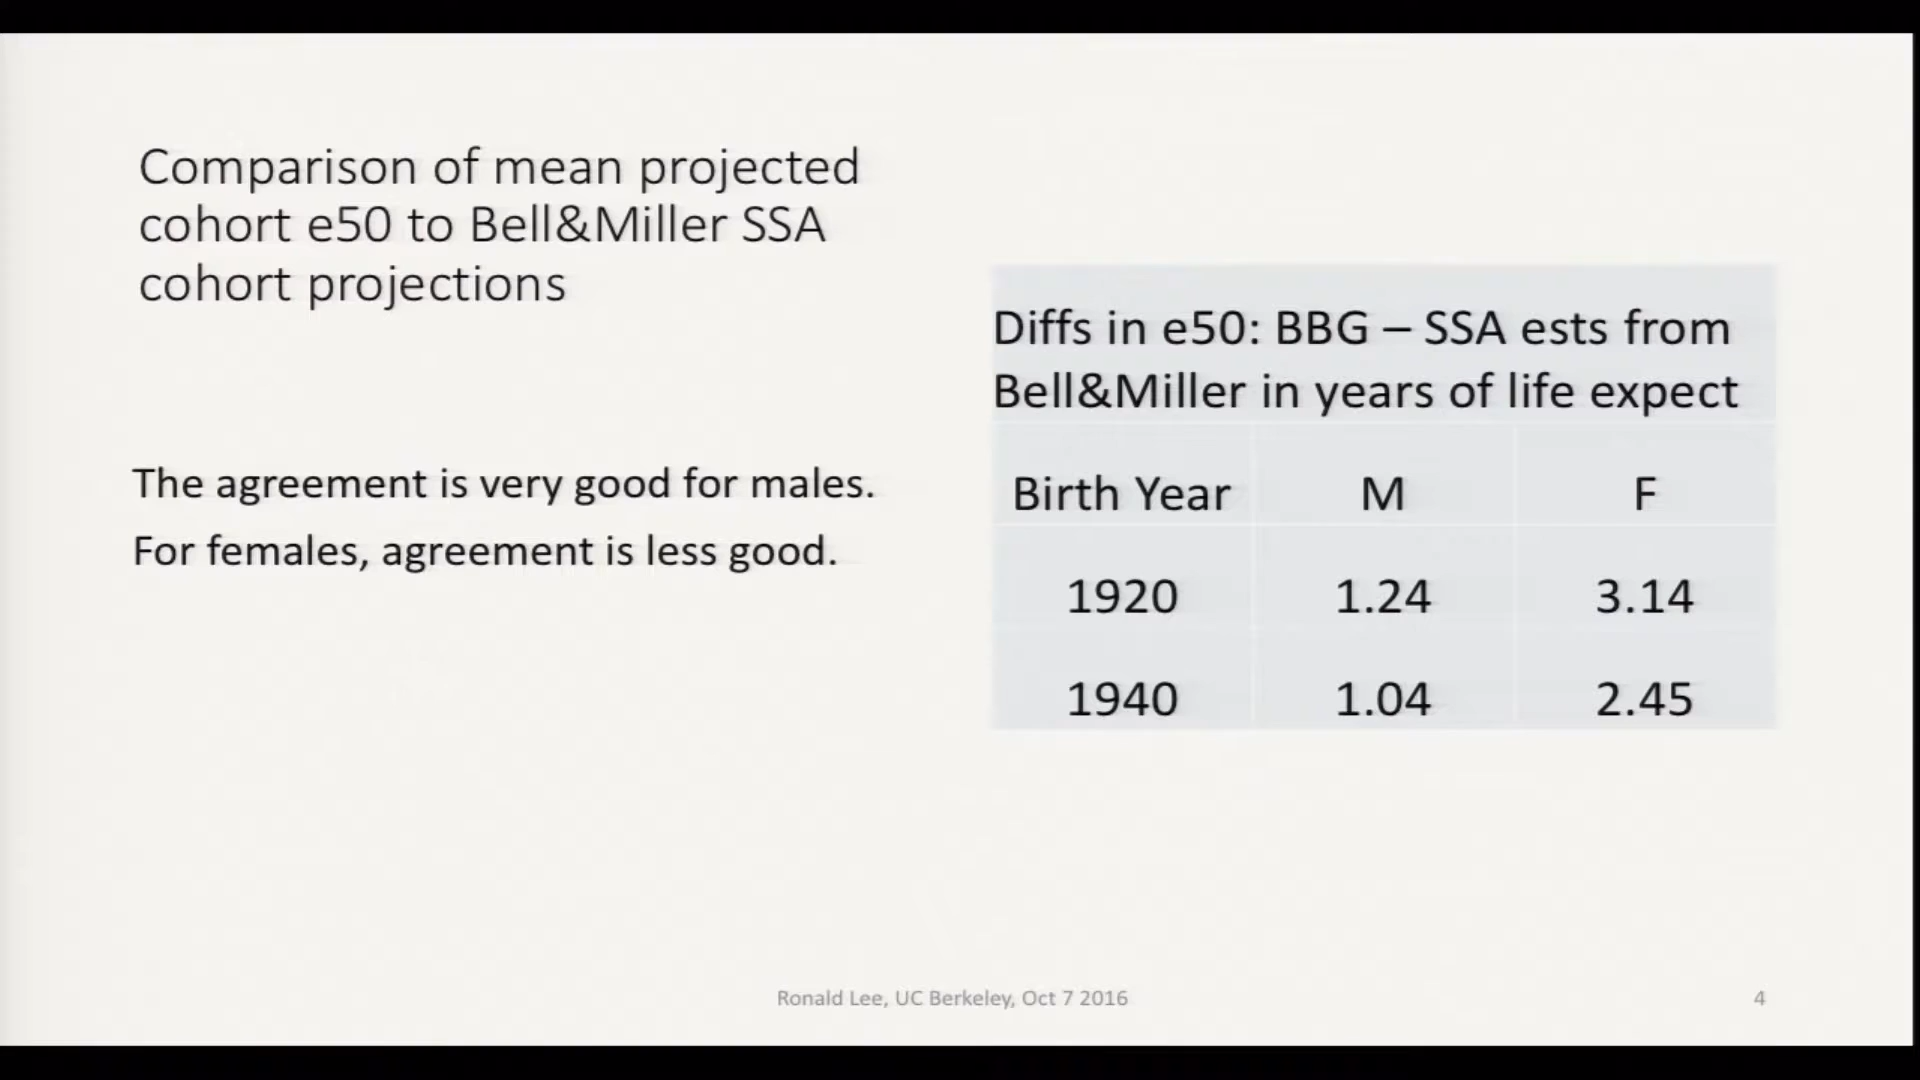 Comparison of mean projected
cohort e50 to Bell&Miller SSA
cohort projections
The agreement is very good for males.
For females, agreement is less good.
Diffs in e50: BBG – SSA ests from
Bell&Miller in years of life expect
Birth Year M F
1920 1.24 3.14
1940 1.04 2.45
Ronald Lee, UC Berkeley, Oct 7 2016
4